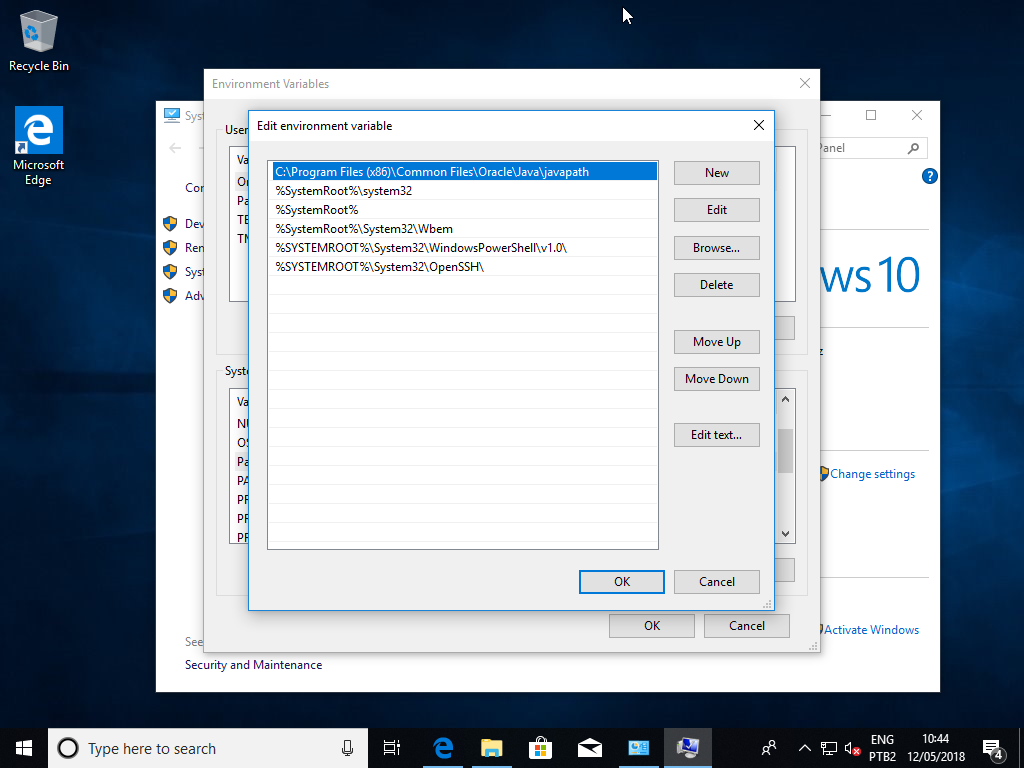 Recycle Bin
Microsoft
Edge
Environment Variables
Edit environment variable
C:\Program Files (x86)\Common Files\Oracle\Java\javapath
%SystemRoot%\system32
%SystemRoot%
%SystemRoot%\System32\Wbem
%SYSTEMROOT%\System32\WindowsPowerShell\v1.0\
%SYSTEMROOT%\System32\OpenSSH\
New
Edit
Browse...
Delete
Move Up
Move Down
Edit text...
OK
Cancel
OK
Cancel
Syst
User
Va
Pa
TE
Panel
?
Con
Dev
Ren
Syst
Adv
ws 10
Syste
Va
NU
OS
Pa
PA
PR
PR
PR
Change settings
Activate Windows
See
Security and Maintenance
Type here to search
ENG
PTB2
10:44
12/05/2018
4